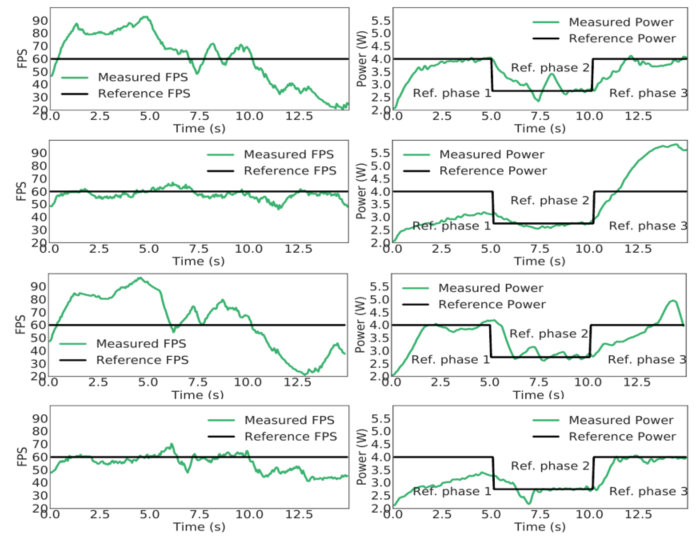 FPS
90
80
70
60
50
40
30
20
Measured FPS
Reference FPS
0.0 2.5 5.0 7.5 10.0 12.5
Time (s)
Power (W)
5.5
5.0
4.5
4.0
3.5
3.0
2.5
2.0
Measured Power
Reference Power
Ref. phase 2
Ref. phase 1
Ref. phase 3
0.0 2.5 5.0 7.5 10.0 12.5
Time (s)
FPS
90
80
70
60
50
40
30
20
Measured FPS
Reference FPS
0.0 2.5 5.0 7.5 10.0 12.5
Time (s)
Power (W)
5.5
5.0
4.5
4.0
3.5
3.0
2.5
2.0
Measured Power
Reference Power
Ref. phase 2
Ref. phase 1
Ref. phase 3
0.0 2.5 5.0 7.5 10.0 12.5
Time (s)
FPS
90
80
70
60
50
40
30
20
Measured FPS
Reference FPS
0.0 2.5 5.0 7.5 10.0 12.5
Time (s)
Power (W)
5.5
5.0
4.5
4.0
3.5
3.0
2.5
2.0
Measured Power
Reference Power
Ref. phase 2
Ref. phase 1
Ref. phase 3
0.0 2.5 5.0 7.5 10.0 12.5
Time (s)
FPS
90
80
70
60
50
40
30
20
Measured FPS
Reference FPS
0.0 2.5 5.0 7.5 10.0 12.5
Time (s)
Power (W)
5.5
5.0
4.5
4.0
3.5
3.0
2.5
2.0
Measured Power
Reference Power
Ref. phase 2
Ref. phase 1
Ref. phase 3
0.0 2.5 5.0 7.5 10.0 12.5
Time (s)